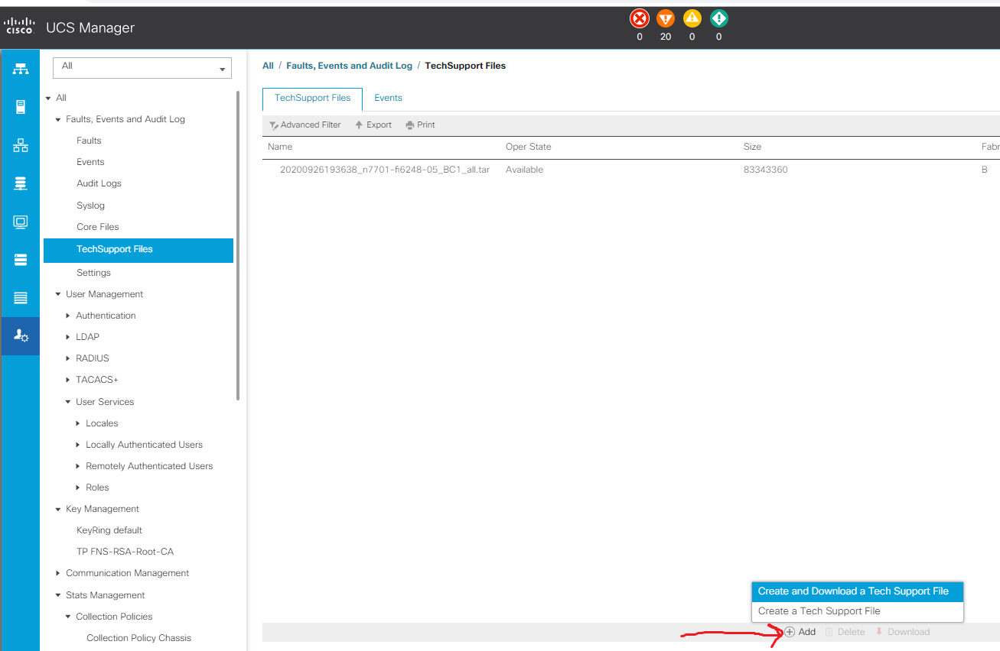 cisco UCS Manager
0 20 0 0
All
All
Faults, Events and Audit Log
Faults
Events
Audit Logs
Syslog
Core Files
TechSupport Files
Settings
User Management
Authentication
LDAP
RADIUS
TACACS+
User Services
Locales
Locally Authenticated Users
Remotely Authenticated Users
Roles
Key Management
KeyRing default
TP FNS-RSA-Root-CA
Communication Management
Stats Management
Collection Policies
Collection Policy Chassis
All / Faults, Events and Audit Log / TechSupport Files
TechSupport Files Events
Advanced Filter Export Print
Name Oper State Size Fabr
20200926193638_n7701-fi6248-05_BC1_all.tar Available 83343360 B
Create and Download a Tech Support File
Create a Tech Support File
Add Delete Download